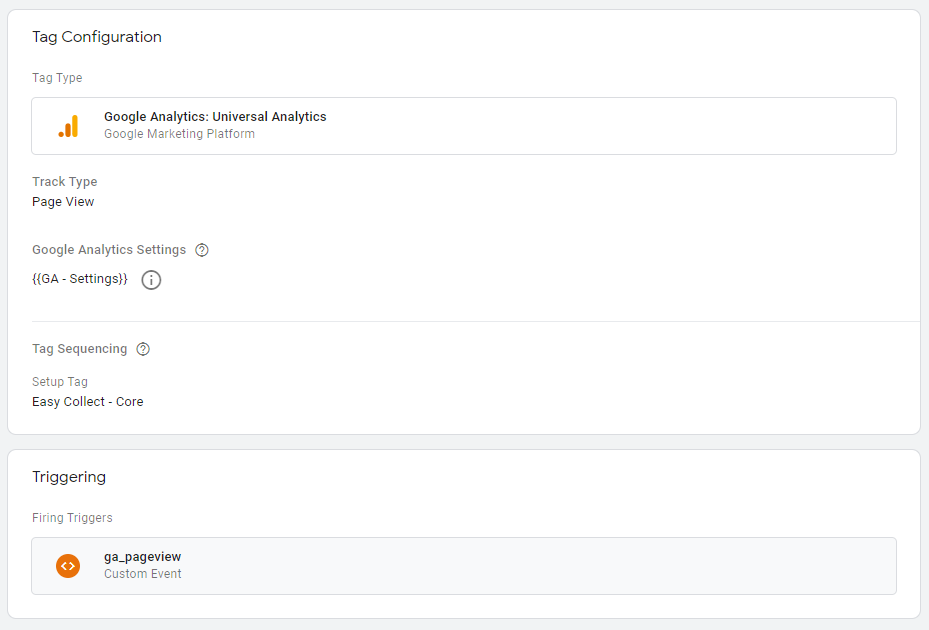 Tag Configuration
Tag Type
Google Analytics: Universal Analytics
Google Marketing Platform
Track Type
Page View
Google Analytics Settings
{{GA - Settings}}
Tag Sequencing
Setup Tag
Easy Collect - Core
Triggering
Firing Triggers
ga_pageview
Custom Event